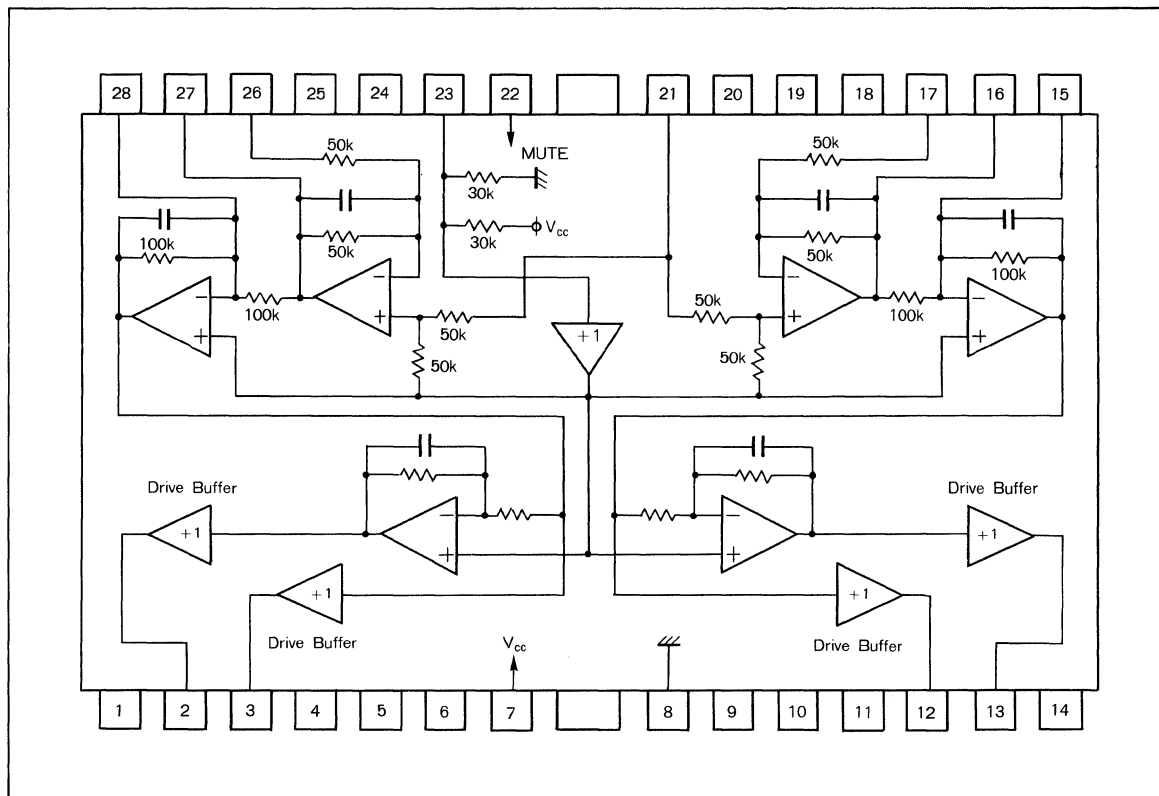 28 27 26 25 24 23 22 21 20 19 18 17 16 15
50k
MUTE
50k
30k
30k
Vcc
100k
50k
50k
100k
−
+
100k
−
+
50k
50k
+1
50k
50k
−
+
100k
−
+
Drive Buffer
Drive Buffer
+1
−
+
−
+
+1
+1
+1
Drive Buffer
Vcc
Drive Buffer
1 2 3 4 5 6 7 8 9 10 11 12 13 14